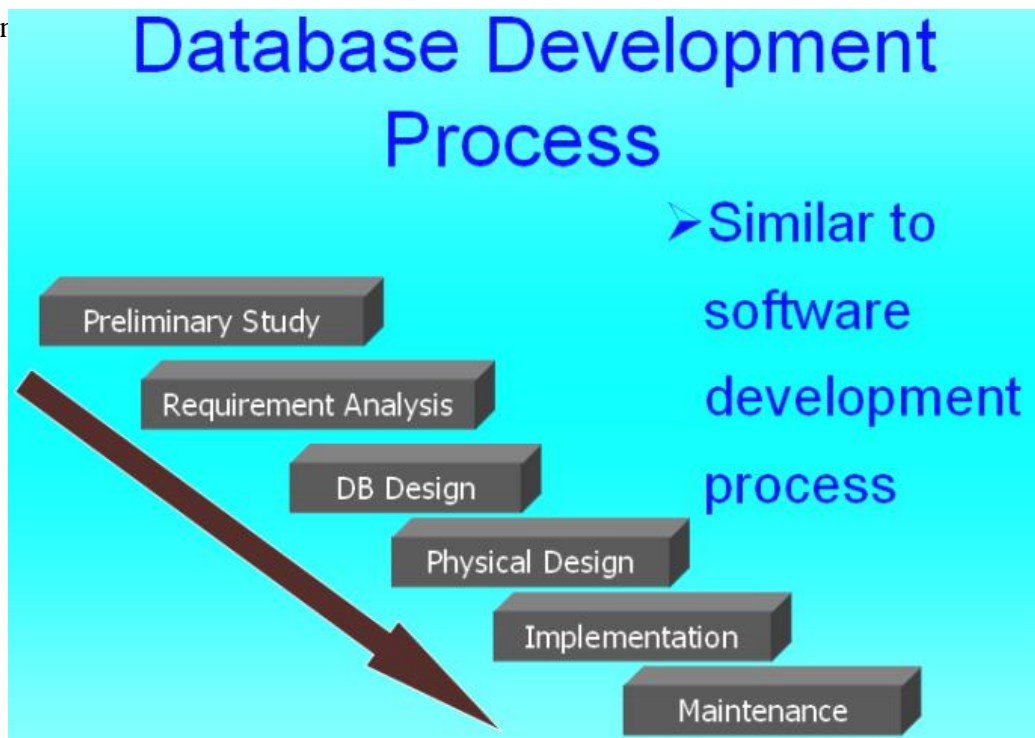 Database Development
Process
➢Similar to
software
development
process
Preliminary Study
Requirement Analysis
DB Design
Physical Design
Implementation
Maintenance